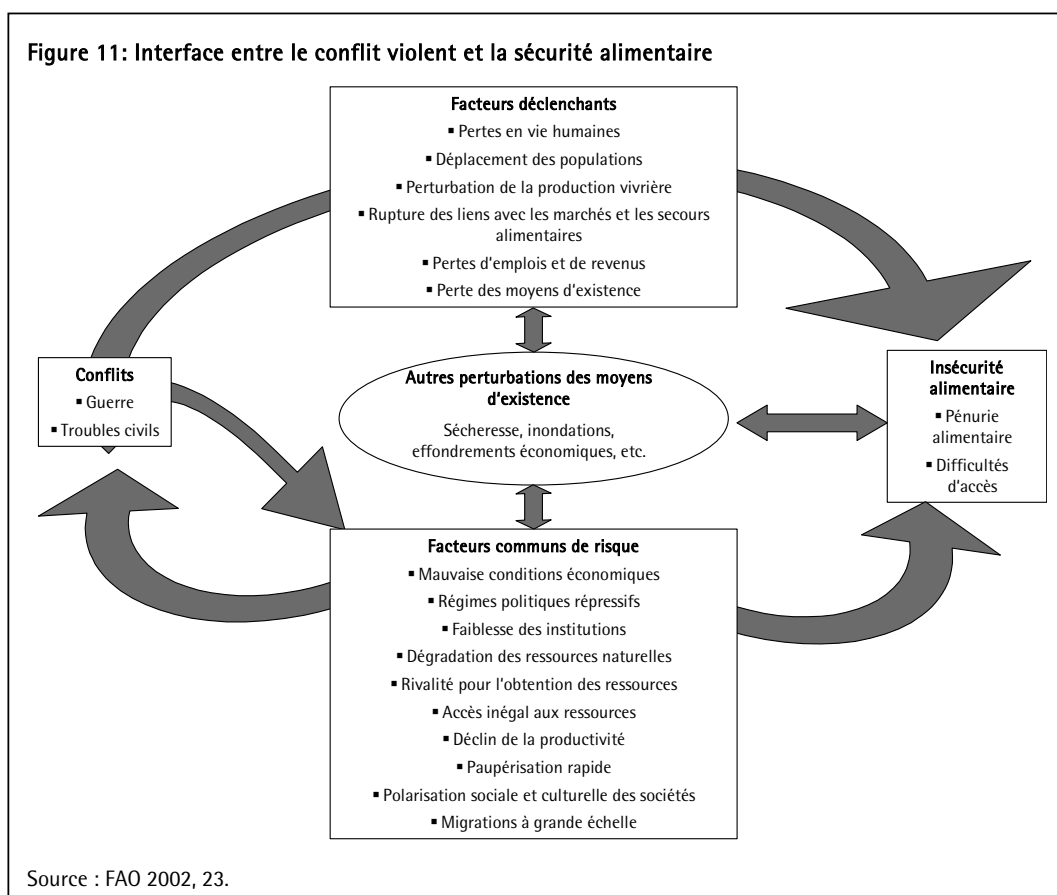 Figure 11: Interface entre le conflit violent et la sécurité alimentaire
Facteurs déclenchants
▪ Pertes en vie humaines
▪ Déplacement des populations
▪ Perturbation de la production vivrière
▪ Rupture des liens avec les marchés et les secours
alimentaires
▪ Pertes d'emplois et de revenus
▪ Perte des moyens d'existence
Conflits
▪ Guerre
▪ Troubles civils
Autres perturbations des moyens
d'existence
Sécheresse, inondations,
effondrements économiques, etc.
Insécurité
alimentaire
▪ Pénurie
alimentaire
▪ Difficultés
d'accès
Facteurs communs de risque
▪ Mauvaise conditions économiques
▪ Régimes politiques répressifs
▪ Faiblesse des institutions
▪ Dégradation des ressources naturelles
▪ Rivalité pour l'obtention des ressources
▪ Accès inégal aux ressources
▪ Déclin de la productivité
▪ Paupérisation rapide
▪ Polarisation sociale et culturelle des sociétés
▪ Migrations à grande échelle
Source : FAO 2002, 23.